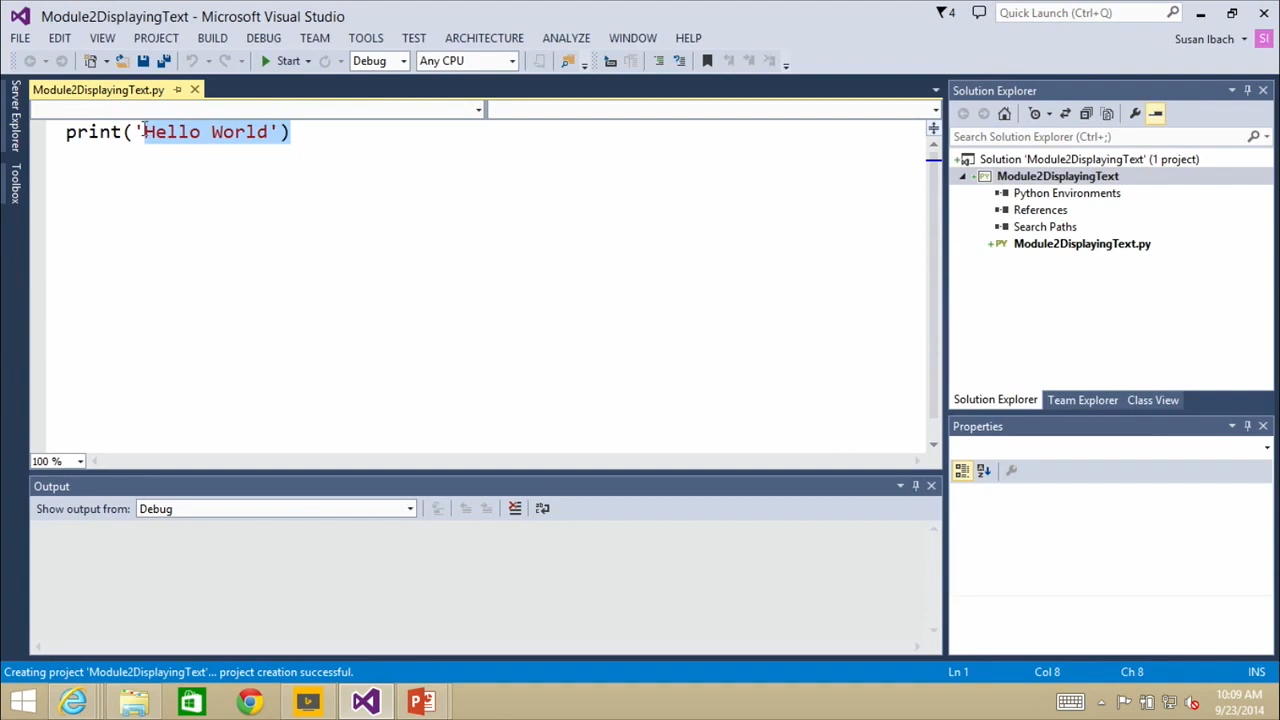 Module2DisplayingText - Microsoft Visual Studio
4
Quick Launch (Ctrl+Q)
FILE EDIT VIEW PROJECT BUILD DEBUG TEAM TOOLS TEST ARCHITECTURE ANALYZE WINDOW HELP
Susan Ibach
SI
Start
Debug
Any CPU
Server Explorer
Toolbox
Module2DisplayingText.py
print('Hello World')
100 %
Solution Explorer
Search Solution Explorer (Ctrl+;)
Solution 'Module2DisplayingText' (1 project)
PY Module2DisplayingText
Python Environments
References
Search Paths
PY Module2DisplayingText.py
Solution Explorer Team Explorer Class View
Properties
Output
Show output from: Debug
Creating project 'Module2DisplayingText'... project creation successful.
Ln 1 Col 8 Ch 8 INS
10:09 AM
9/23/2014